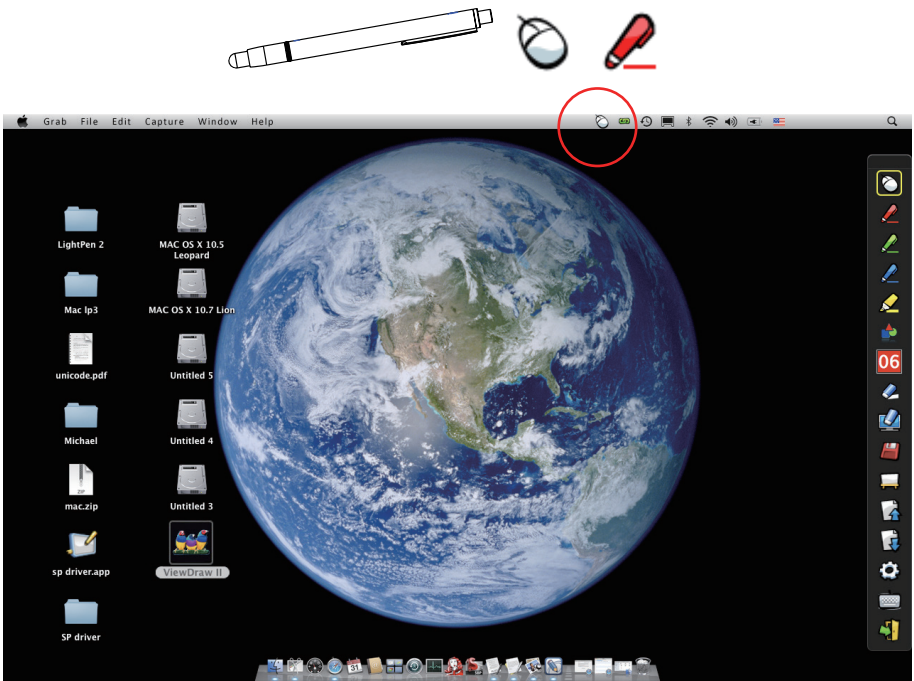 Grab File Edit Capture Window Help
LightPen 2
MAC OS X 10.5
Leopard
Mac lp3
MAC OS X 10.7 Lion
unicode.pdf
Untitled 5
06
Michael
Untitled 4
ZIP
mac.zip
Untitled 3
sp driver.app
ViewDraw II
SP driver
31